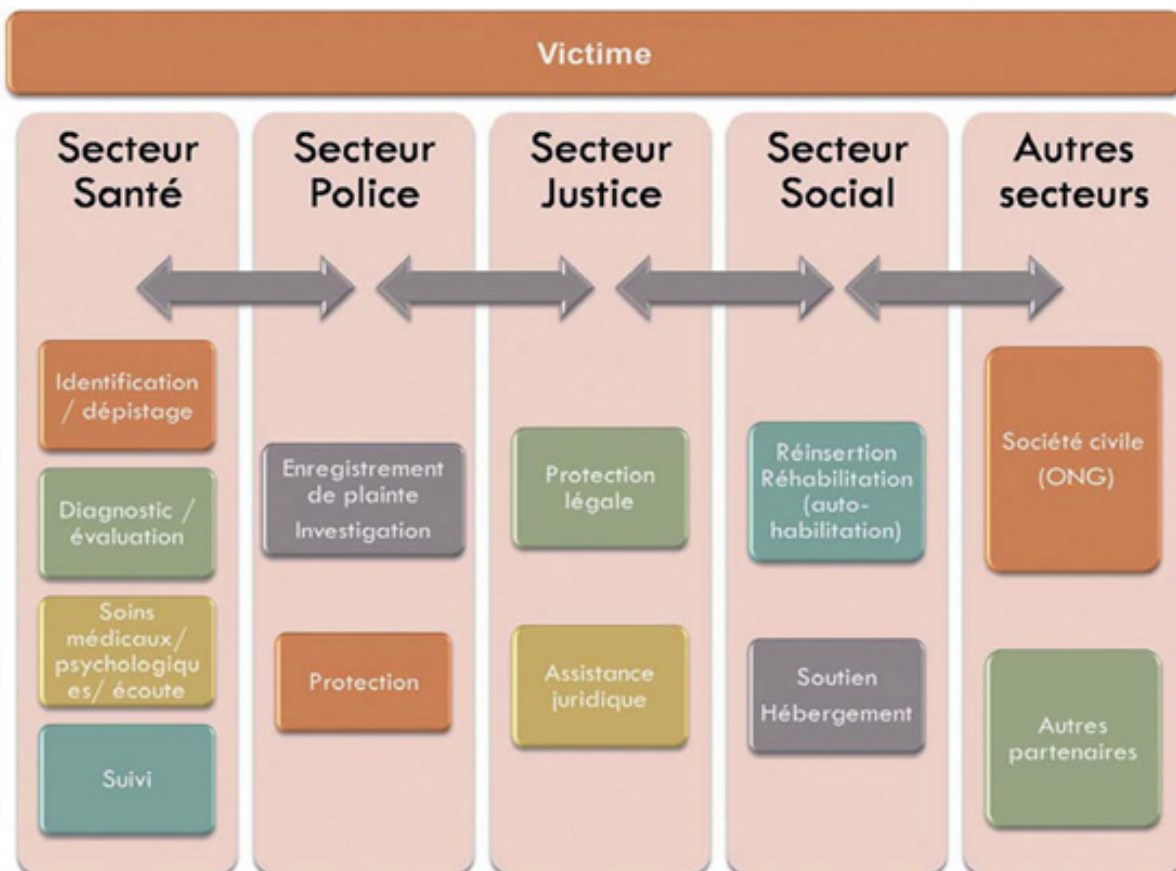 Victime
Secteur
Santé
Secteur
Police
Secteur
Justice
Secteur
Social
Autres
secteurs
Identification
/ dépistage
Diagnostic /
évaluation
Soins
médicaux/
psychologiqu
es/ écoute
Suivi
Enregistrement
de plainte
Investigation
Protection
Protection
légale
Assistance
juridique
Réinsertion
Réhabilitation
(auto-
habilitation)
Soutien
Hébergement
Société civile
(ONG)
Autres
partenaires